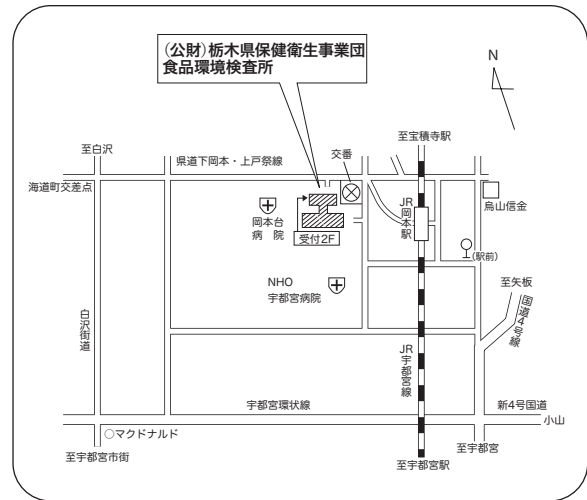 (公財)栃木県保健衛生事業団
食品環境検査所
N
至宝積寺駅
至白沢
県道下岡本・上戸祭線
交番
海道町交差点
烏山信金
JR岡本駅
岡本台
病 院
受付2F
(駅前)
NHO
宇都宮病院
至矢板
国道4号線
白沢街道
JR宇都宮線
宇都宮環状線
新4号国道
小山
○マクドナルド
至宇都宮
至宇都宮市街
至宇都宮駅